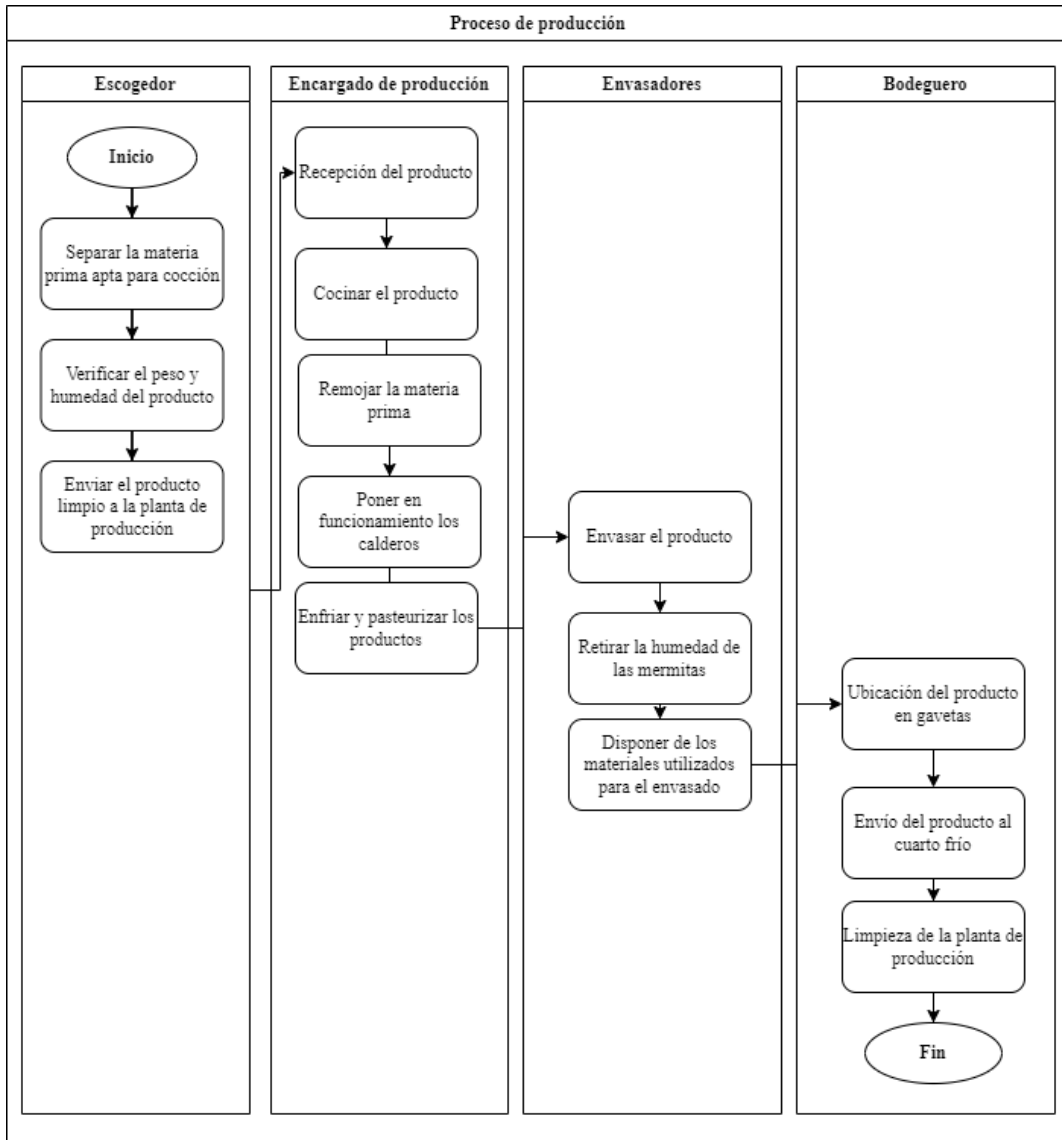 Proceso de producción
Escogedor
Inicio
Separar la materia
prima apta para cocción
Verificar el peso y
humedad del producto
Enviar el producto
limpio a la planta de
producción
Encargado de producción
Recepción del producto
Cocinar el producto
Remojar la materia
prima
Poner en
funcionamiento los
calderos
Enfriar y pasteurizar los
productos
Envasadores
Envasar el producto
Retirar la humedad de
las mermitas
Disponer de los
materiales utilizados
para el envasado
Bodeguero
Ubicación del producto
en gavetas
Envío del producto al
cuarto frío
Limpieza de la planta de
producción
Fin